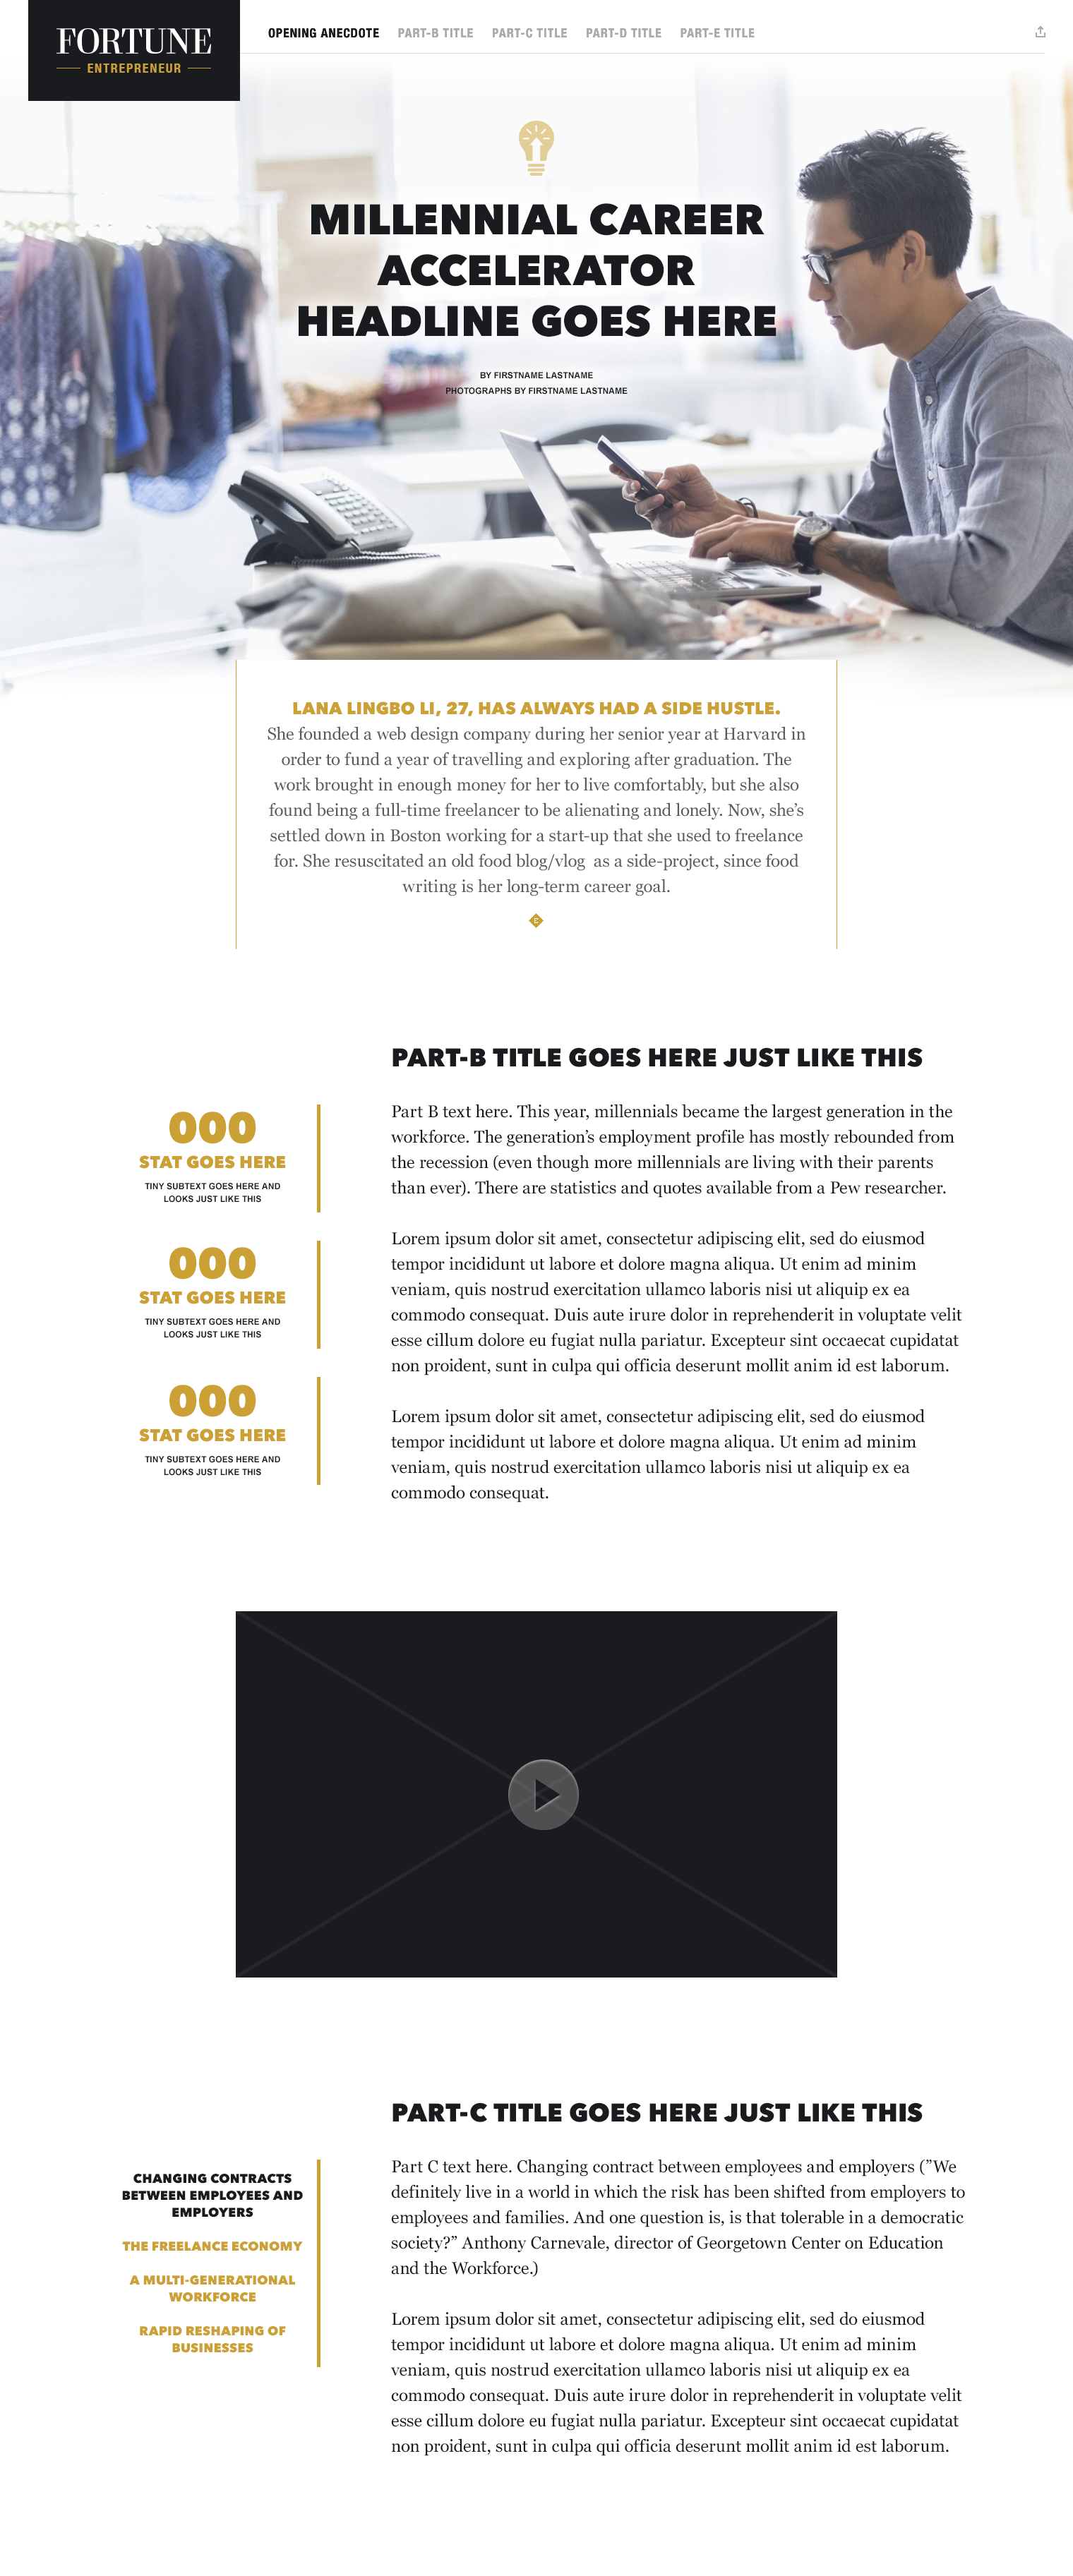 FORTUNE
ENTREPRENEUR
OPENING ANECDOTE PART-B TITLE PART-C TITLE PART-D TITLE PART-E TITLE
MILLENNIAL CAREER
ACCELERATOR
HEADLINE GOES HERE
BY FIRSTNAME LASTNAME
PHOTOGRAPHS BY FIRSTNAME LASTNAME
LANA LINGBO LI, 27, HAS ALWAYS HAD A SIDE HUSTLE.
She founded a web design company during her senior year at Harvard in
order to fund a year of travelling and exploring after graduation. The
work brought in enough money for her to live comfortably, but she also
found being a full-time freelancer to be alienating and lonely. Now, she’s
settled down in Boston working for a start-up that she used to freelance
for. She resuscitated an old food blog/vlog  as a side-project, since food
writing is her long-term career goal.
E
PART-B TITLE GOES HERE JUST LIKE THIS
000
STAT GOES HERE
TINY SUBTEXT GOES HERE AND
LOOKS JUST LIKE THIS
000
STAT GOES HERE
TINY SUBTEXT GOES HERE AND
LOOKS JUST LIKE THIS
000
STAT GOES HERE
TINY SUBTEXT GOES HERE AND
LOOKS JUST LIKE THIS
Part B text here. This year, millennials became the largest generation in the
workforce. The generation’s employment profile has mostly rebounded from
the recession (even though more millennials are living with their parents
than ever). There are statistics and quotes available from a Pew researcher.
Lorem ipsum dolor sit amet, consectetur adipiscing elit, sed do eiusmod
tempor incididunt ut labore et dolore magna aliqua. Ut enim ad minim
veniam, quis nostrud exercitation ullamco laboris nisi ut aliquip ex ea
commodo consequat. Duis aute irure dolor in reprehenderit in voluptate velit
esse cillum dolore eu fugiat nulla pariatur. Excepteur sint occaecat cupidatat
non proident, sunt in culpa qui officia deserunt mollit anim id est laborum.
Lorem ipsum dolor sit amet, consectetur adipiscing elit, sed do eiusmod
tempor incididunt ut labore et dolore magna aliqua. Ut enim ad minim
veniam, quis nostrud exercitation ullamco laboris nisi ut aliquip ex ea
commodo consequat.
PART-C TITLE GOES HERE JUST LIKE THIS
CHANGING CONTRACTS
BETWEEN EMPLOYEES AND
EMPLOYERS
THE FREELANCE ECONOMY
A MULTI-GENERATIONAL
WORKFORCE
RAPID RESHAPING OF
BUSINESSES
Part C text here. Changing contract between employees and employers (”We
definitely live in a world in which the risk has been shifted from employers to
employees and families. And one question is, is that tolerable in a democratic
society?” Anthony Carnevale, director of Georgetown Center on Education
and the Workforce.)
Lorem ipsum dolor sit amet, consectetur adipiscing elit, sed do eiusmod
tempor incididunt ut labore et dolore magna aliqua. Ut enim ad minim
veniam, quis nostrud exercitation ullamco laboris nisi ut aliquip ex ea
commodo consequat. Duis aute irure dolor in reprehenderit in voluptate velit
esse cillum dolore eu fugiat nulla pariatur. Excepteur sint occaecat cupidatat
non proident, sunt in culpa qui officia deserunt mollit anim id est laborum.